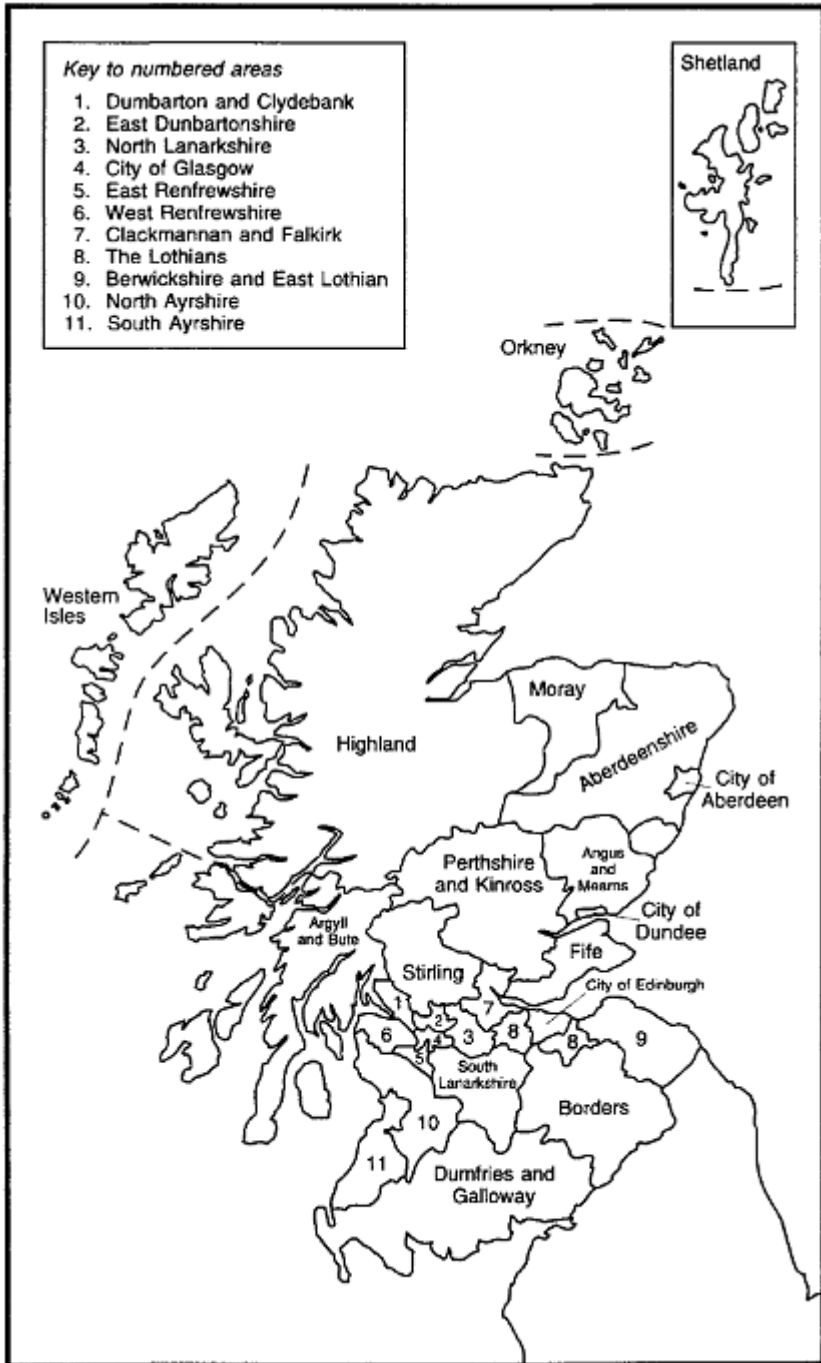 Key to numbered areas
1. Dumbarton and Clydebank
2. East Dunbartonshire
3. North Lanarkshire
4. City of Glasgow
5. East Renfrewshire
6. West Renfrewshire
7. Clackmannan and Falkirk
8. The Lothians
9. Berwickshire and East Lothian
10. North Ayrshire
11. South Ayrshire
Shetland
Orkney
Western
Isles
Moray
Highland
Aberdeenshire
City of
Aberdeen
Perthshire
and Kinross
Angus
and
Mearns
City of
Dundee
Argyll
and Bute
Fife
Stirling
City of Edinburgh
1
7
2
6
4
3
8
8
9
5
South
Lanarkshire
Borders
10
11
Dumfries and
Galloway